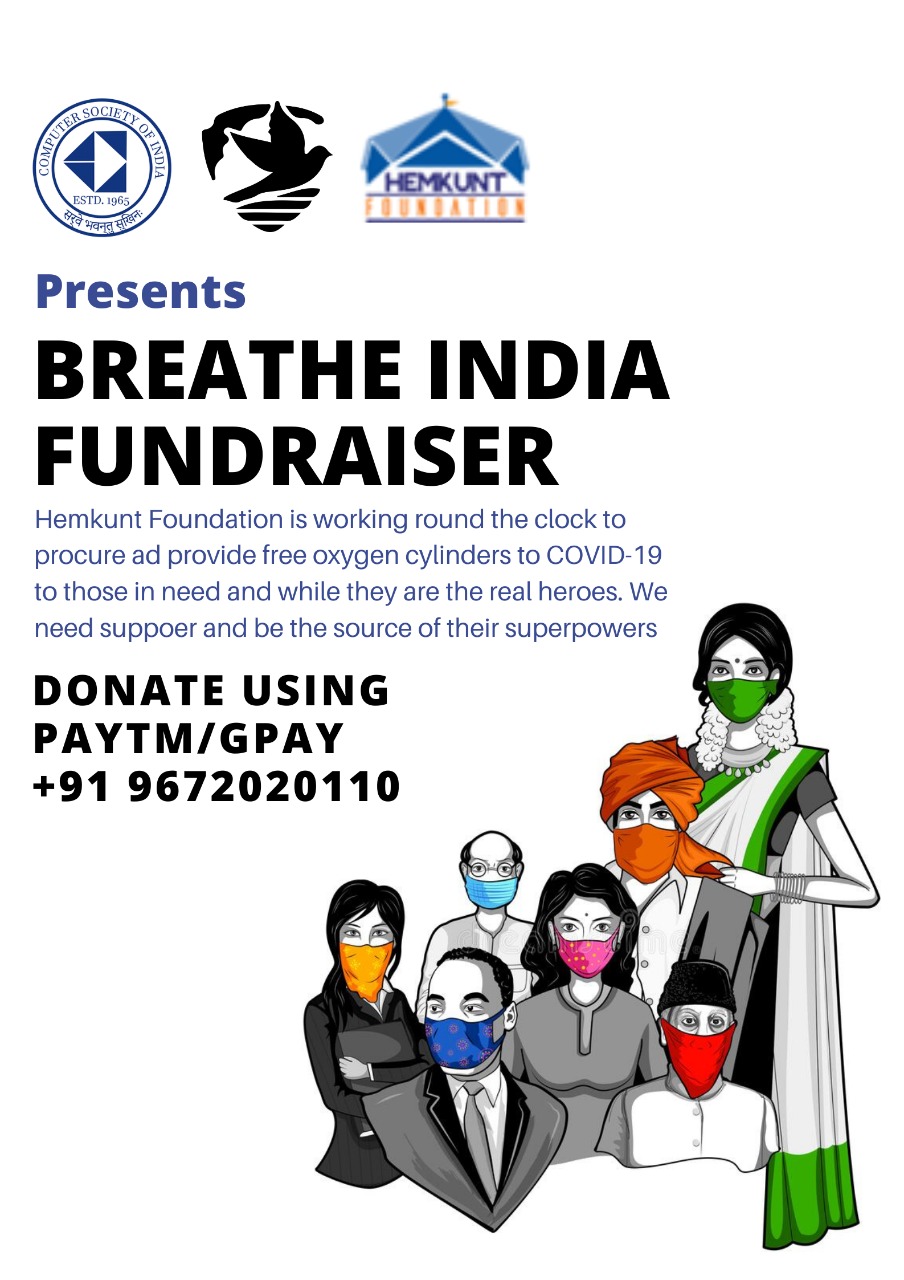 COMPUTER SOCIETY OF INDIA
ESTD. 1965
सर्वे भवन्तु सुखिनः
HEMKUNT
FOUNDATION
Presents
BREATHE INDIA
FUNDRAISER
Hemkunt Foundation is working round the clock to
procure ad provide free oxygen cylinders to COVID-19
to those in need and while they are the real heroes. We
need suppoer and be the source of their superpowers
DONATE USING
PAYTM/GPAY
+91 9672020110